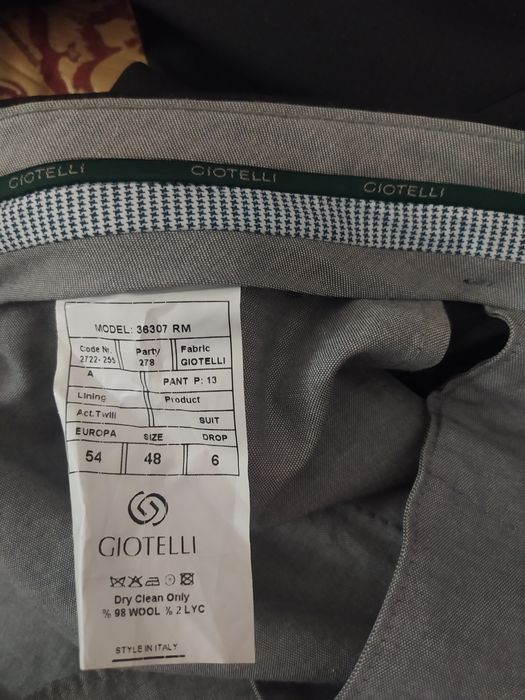 GIOTELLI GIOTELLI GIOTELLI
MODEL: 36307 RM
Code Nr. Party Fabric
2722-255 278 GIOTELLI
A PANT P: 13
Lining Product
Act.Twill SUIT
EUROPA SIZE DROP
54 48 6
GIOTELLI
Dry Clean Only
% 98 WOOL % 2 LYC
STYLE IN ITALY